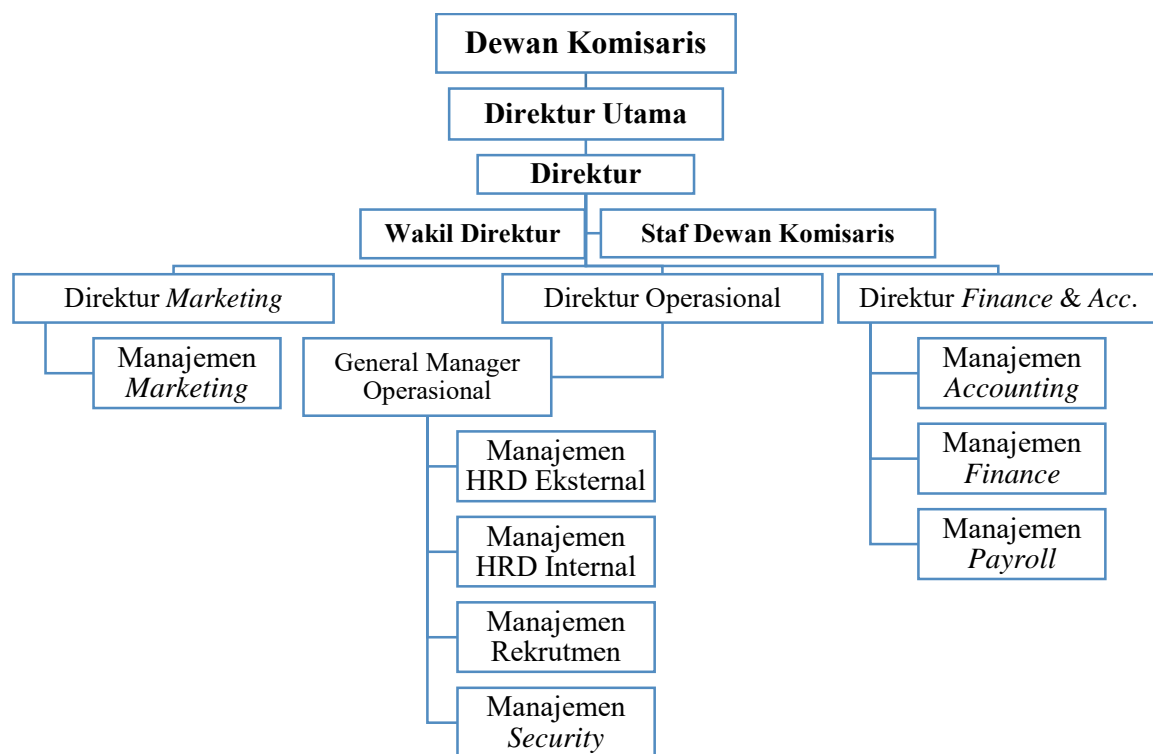 Dewan Komisaris
Direktur Utama
Direktur
Wakil Direktur
Staf Dewan Komisaris
Direktur Marketing
Direktur Operasional
Direktur Finance & Acc.
Manajemen
Marketing
General Manager
Operasional
Manajemen
HRD Eksternal
Manajemen
HRD Internal
Manajemen
Rekrutmen
Manajemen
Security
Manajemen
Accounting
Manajemen
Finance
Manajemen
Payroll